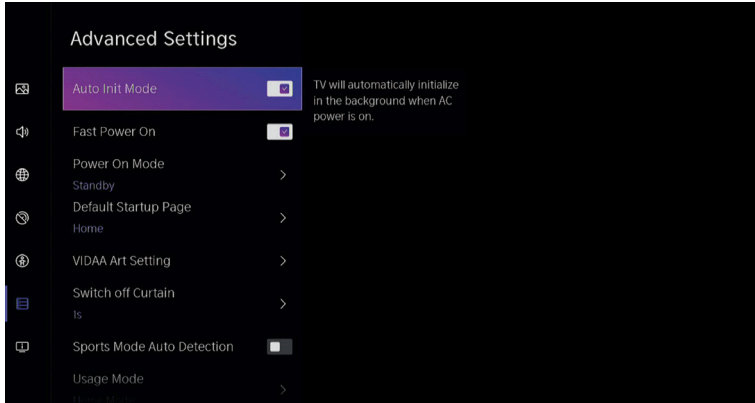 Advanced Settings
Auto Init Mode
TV will automatically initialize
in the background when AC
power is on.
Fast Power On
Power On Mode
Standby
Default Startup Page
Home
VIDAA Art Setting
Switch off Curtain
1s
Sports Mode Auto Detection
Usage Mode